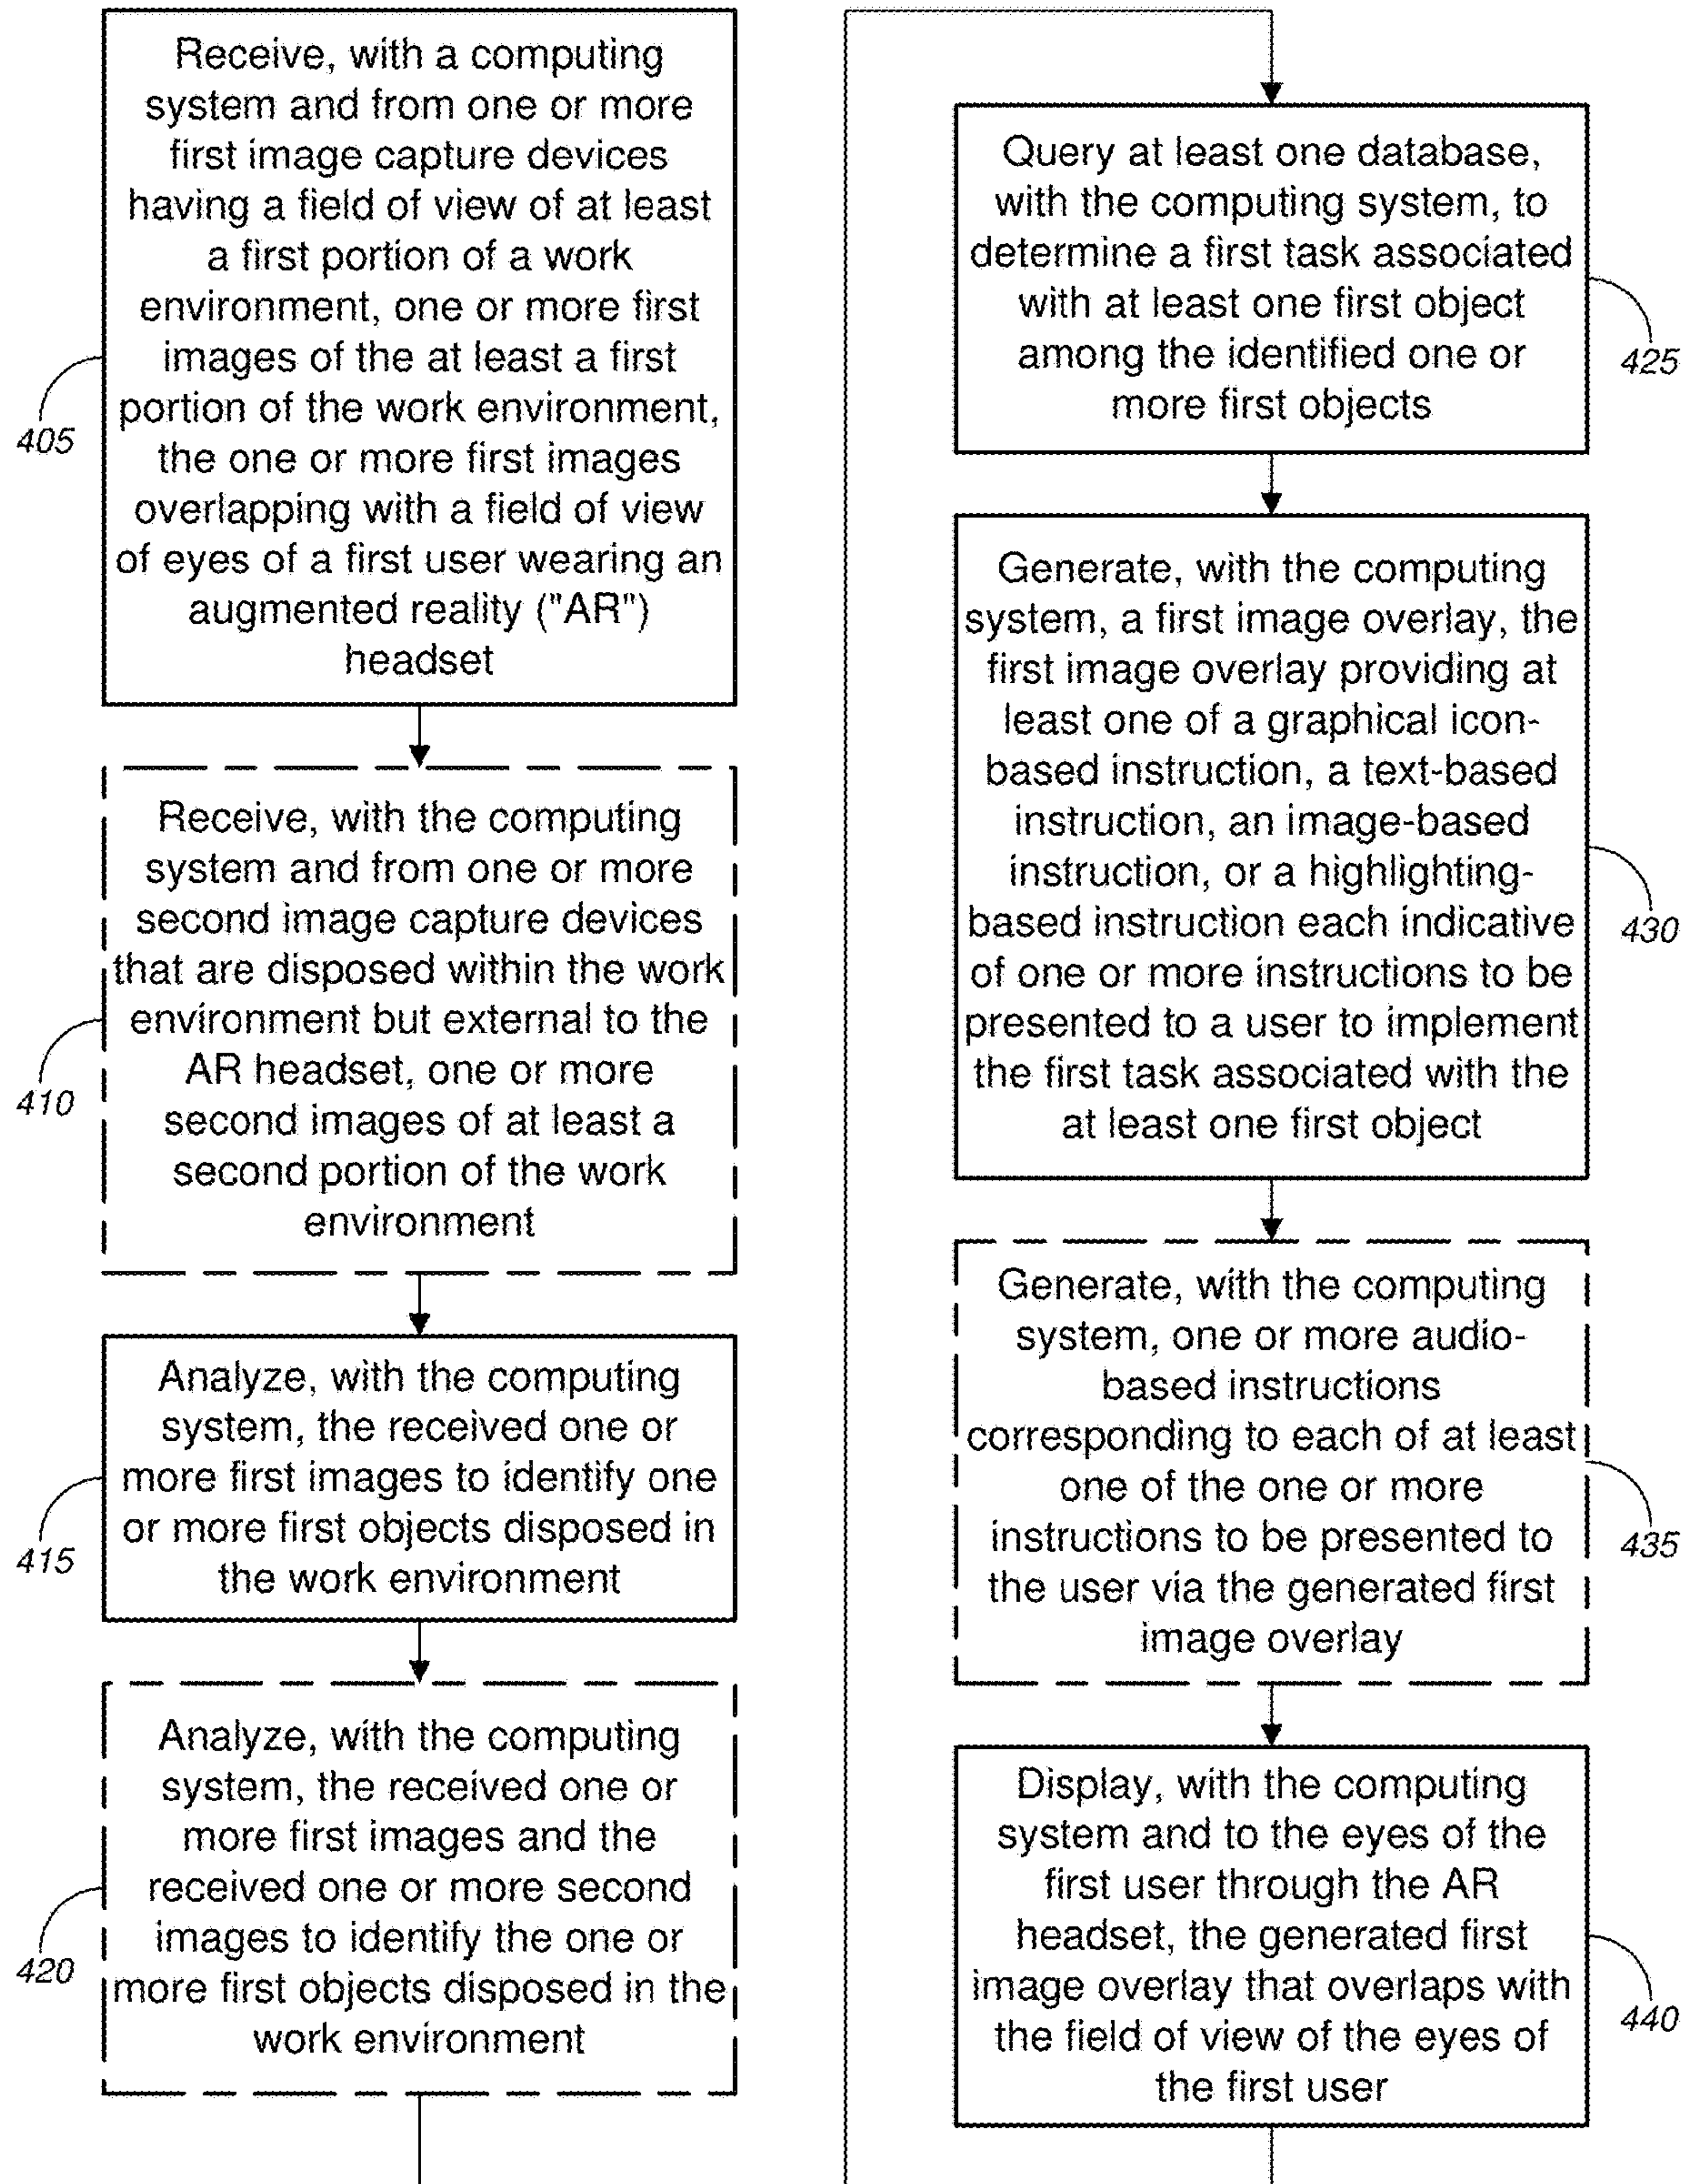 Receive, with a computing
system and from one or more
first image capture devices
having a field of view of at least
a first portion of a work
environment, one or more first
images of the at least a first
portion of the work environment,
the one or more first images
overlapping with a field of view
of eyes of a first user wearing an
augmented reality ("AR")
headset
405
Receive, with the computing
system and from one or more
second image capture devices
that are disposed within the work
environment but external to the
AR headset, one or more
second images of at least a
second portion of the work
environment
410
Analyze, with the computing
system, the received one or
more first images to identify one
or more first objects disposed in
the work environment
415
Analyze, with the computing
system, the received one or
more first images and the
received one or more second
images to identify the one or
more first objects disposed in the
work environment
420
Query at least one database,
with the computing system, to
determine a first task associated
with at least one first object
among the identified one or
more first objects
425
Generate, with the computing
system, a first image overlay, the
first image overlay providing at
least one of a graphical icon-
based instruction, a text-based
instruction, an image-based
instruction, or a highlighting-
based instruction each indicative
of one or more instructions to be
presented to a user to implement
the first task associated with the
at least one first object
430
Generate, with the computing
system, one or more audio-
based instructions
corresponding to each of at least
one of the one or more
instructions to be presented to
the user via the generated first
image overlay
435
Display, with the computing
system and to the eyes of the
first user through the AR
headset, the generated first
image overlay that overlaps with
the field of view of the eyes of
the first user
440